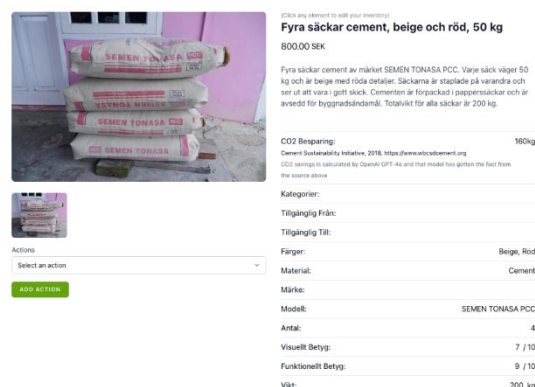 (Click any element to edit your inventory)
Fyra säckar cement, beige och röd, 50 kg
800.00 SEK
Fyra säckar cement av märket SEMEN TONASA PCC. Varje säck väger 50
kg och är beige med röda detaljer. Säckarna är staplade på varandra och
ser ut att vara i gott skick. Cementen är förpackad i papperssäckar och är
avsedd för byggnadsändamål. Totalvikt för alla säckar är 200 kg.
SEMEN TONASA
SEMEN TONASA
SEMEN TONASA
SEMEN TONASA
CO2 Besparing: 160kg
Cement Sustainability Initiative, 2018, https://www.wbcsdcement.org
CO2 savings is calculated by OpenAI GPT-4o and that model has gotten the fact from
the source above
Kategorier:
Tillgänglig Från:
Tillgänglig Till:
Färger: Beige, Röd
Material: Cement
Märke:
Modell: SEMEN TONASA PCC
Antal: 4
Visuellt Betyg: 7 / 10
Funktionellt Betyg: 9 / 10
Vikt: 200 kg
Actions
Select an action
ADD ACTION